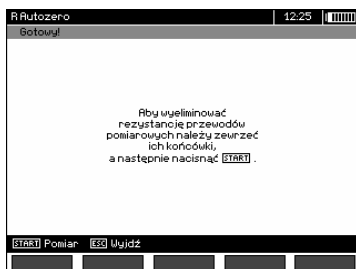 R Autozero 12:25
Gotowy!
Aby wyeliminować
rezystancję przewodów
pomiarowych należy zewrzeć
ich końcówki,
a następnie nacisnąć START .
START Pomiar ESC Wyjdź